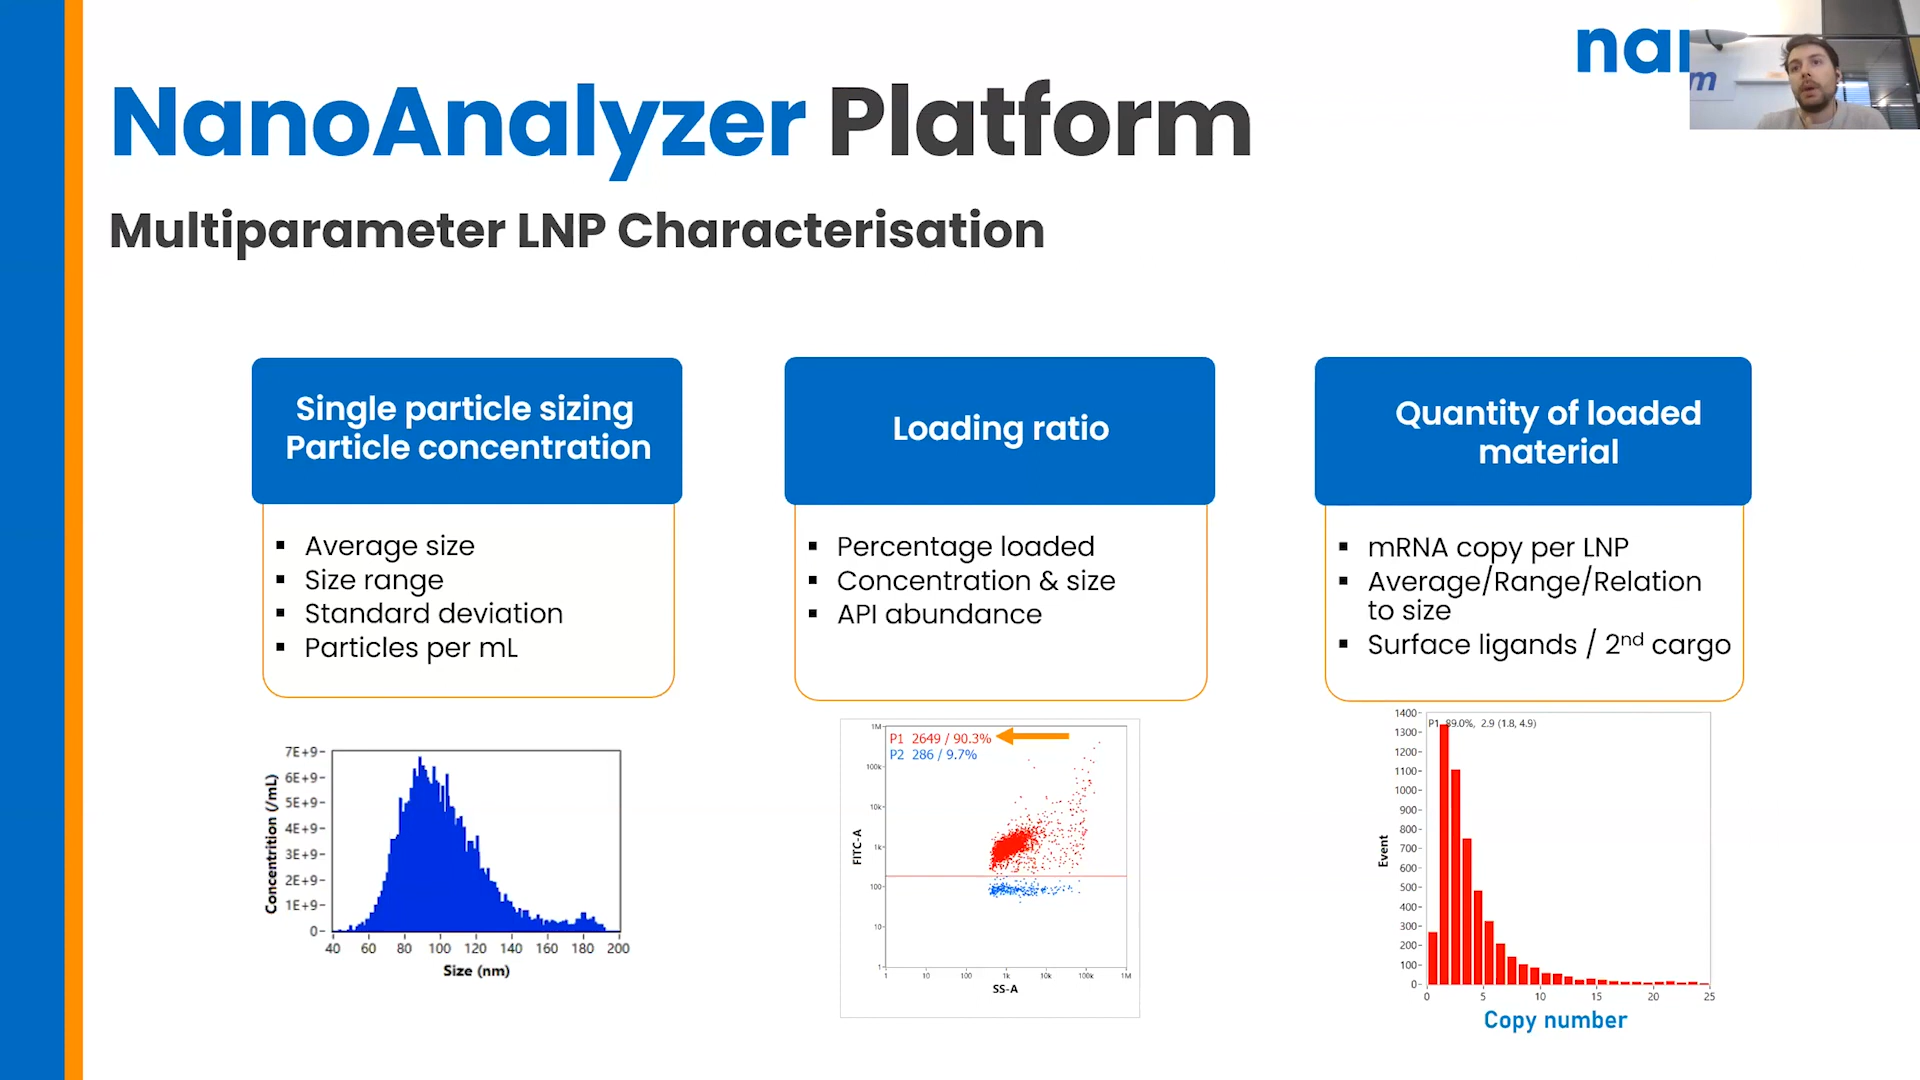 nan
m
NanoAnalyzer Platform
Multiparameter LNP Characterisation
Single particle sizing
Particle concentration
▪ Average size
▪ Size range
▪ Standard deviation
▪ Particles per mL
Loading ratio
▪ Percentage loaded
▪ Concentration & size
▪ API abundance
Quantity of loaded
material
▪ mRNA copy per LNP
▪ Average/Range/Relation
to size
▪ Surface ligands / 2nd cargo
Concentrition (/mL)
7E+9
6E+9
5E+9
4E+9
3E+9
2E+9
1E+9
0
40 60 80 100 120 140 160 180 200
Size (nm)
P1 2649 / 90.3%
P2 286 / 9.7%
FITC-A
1M
100k
10k
1k
100
10
1
1 10 100 1k 10k 100k 1M
SS-A
P1 89.0%, 2.9 (1.8, 4.9)
Event
1400
1300
1200
1100
1000
900
800
700
600
500
400
300
200
100
0
0 5 10 15 20 25
Copy number